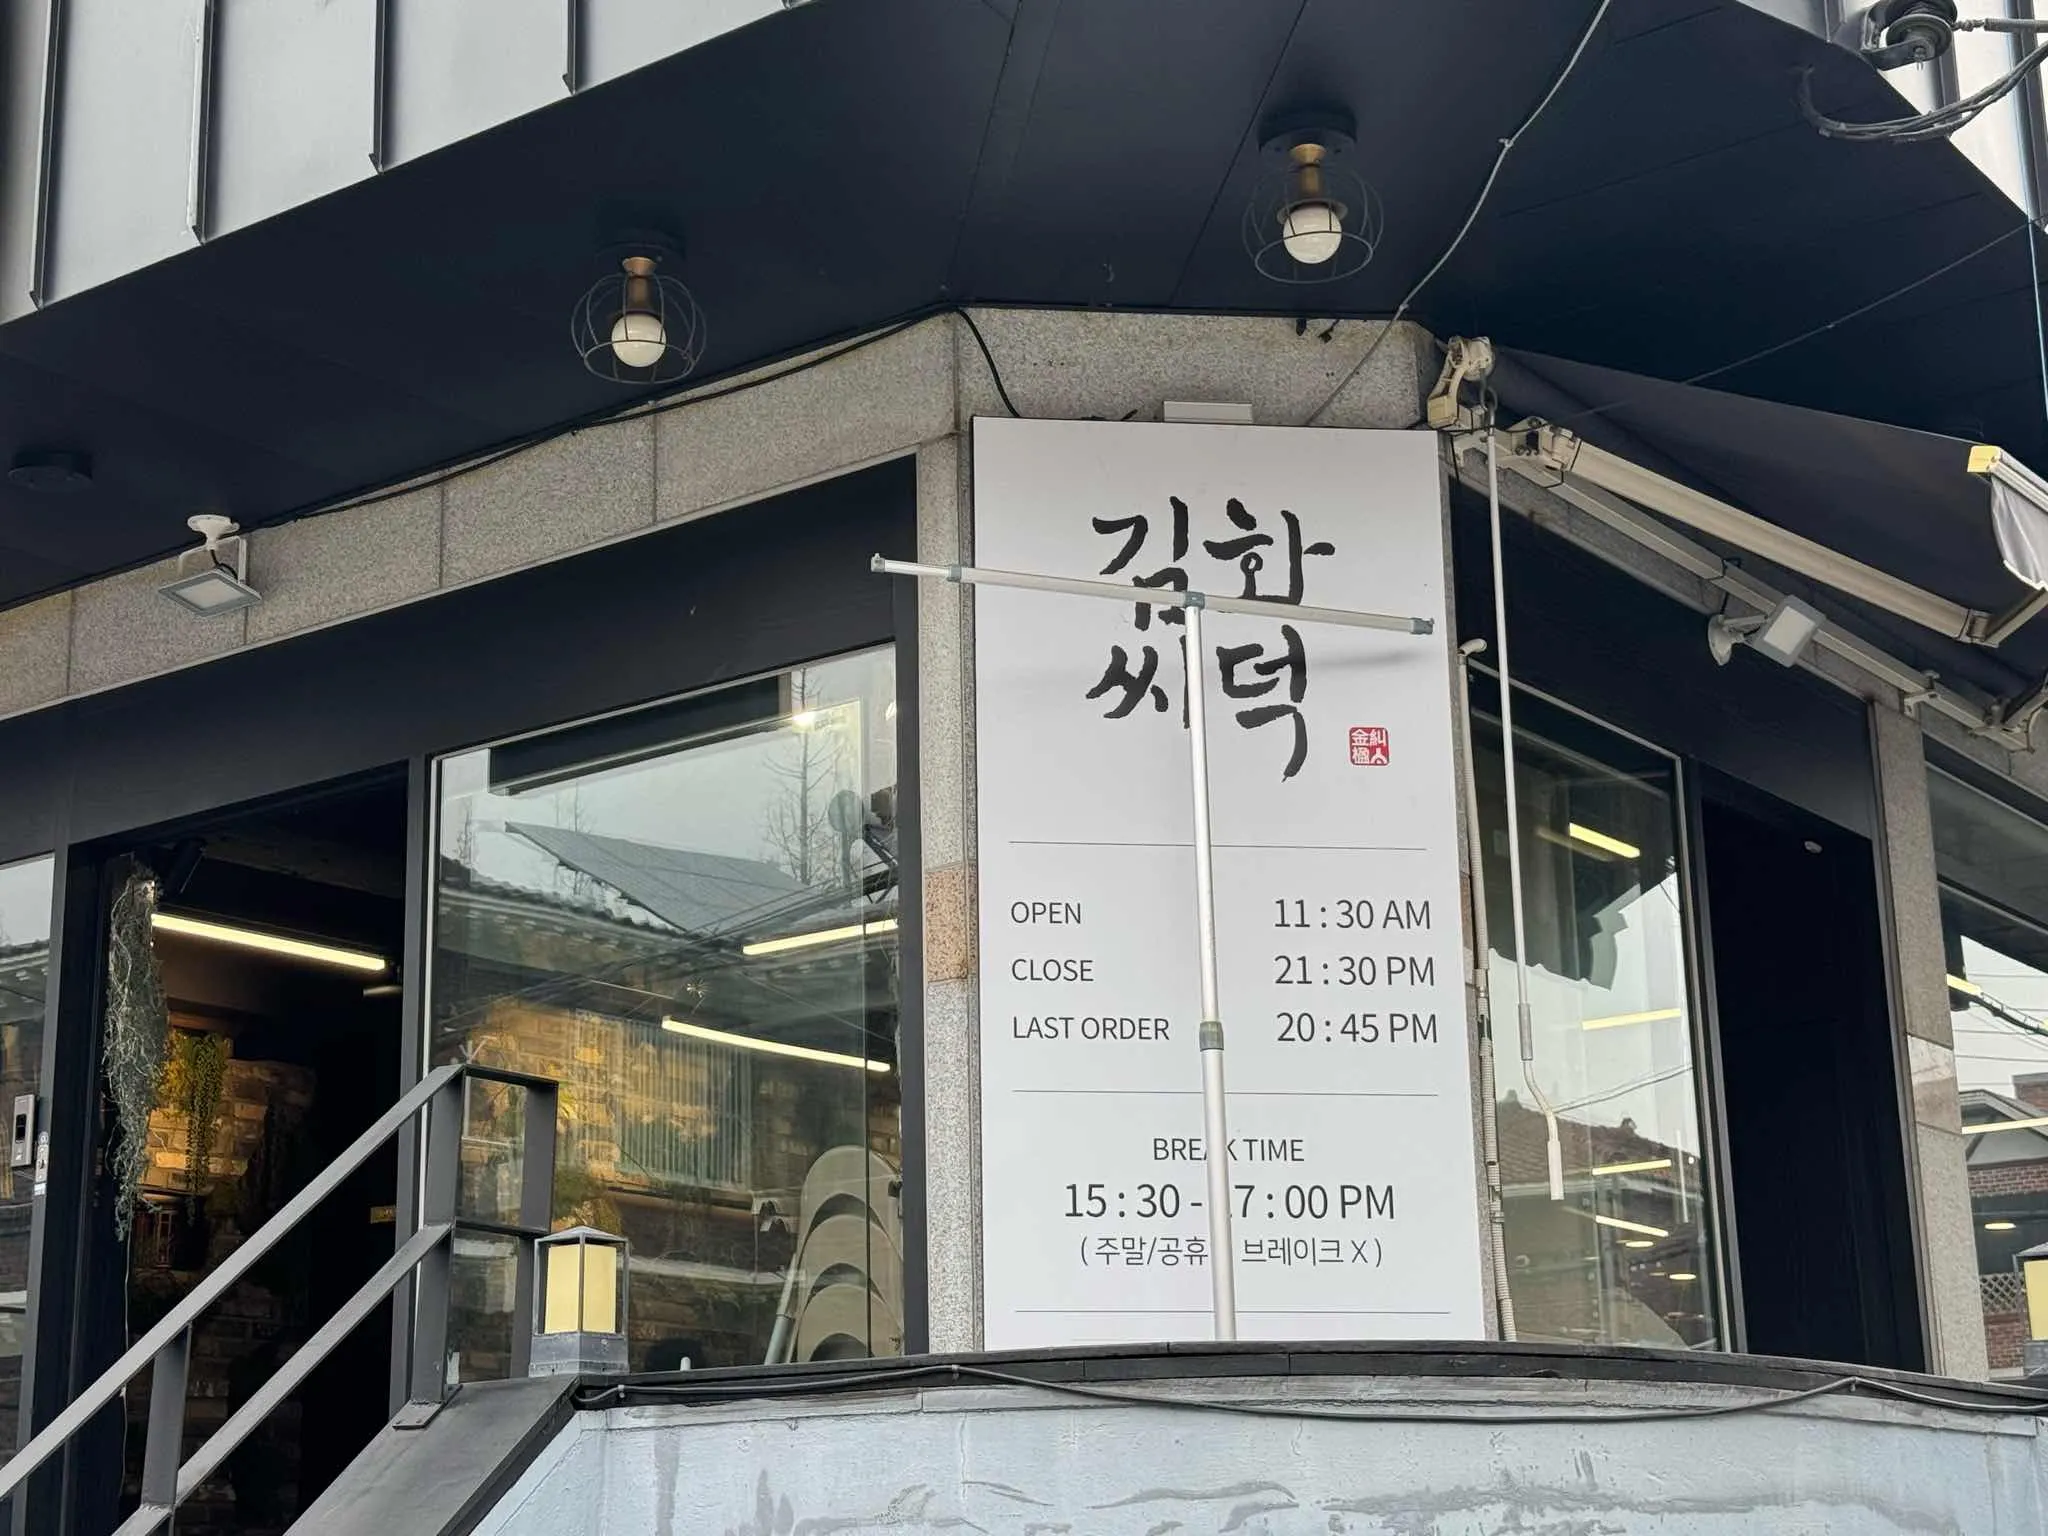 화덕
김씨
OPEN 11 : 30 AM
CLOSE 21 : 30 PM
LAST ORDER 20 : 45 PM
BREAK TIME
15 : 30 - 17 : 00 PM
( 주말/공휴일 브레이크 X )